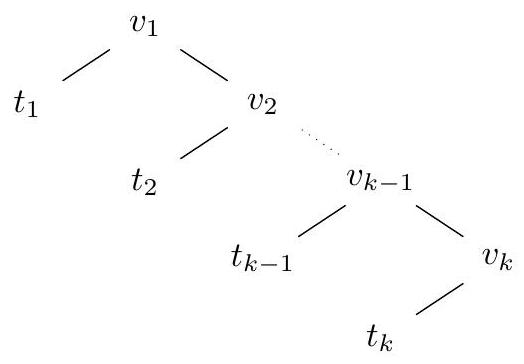 v_1
t_1
v_2
t_2
v_{k-1}
t_{k-1}
v_k
t_k